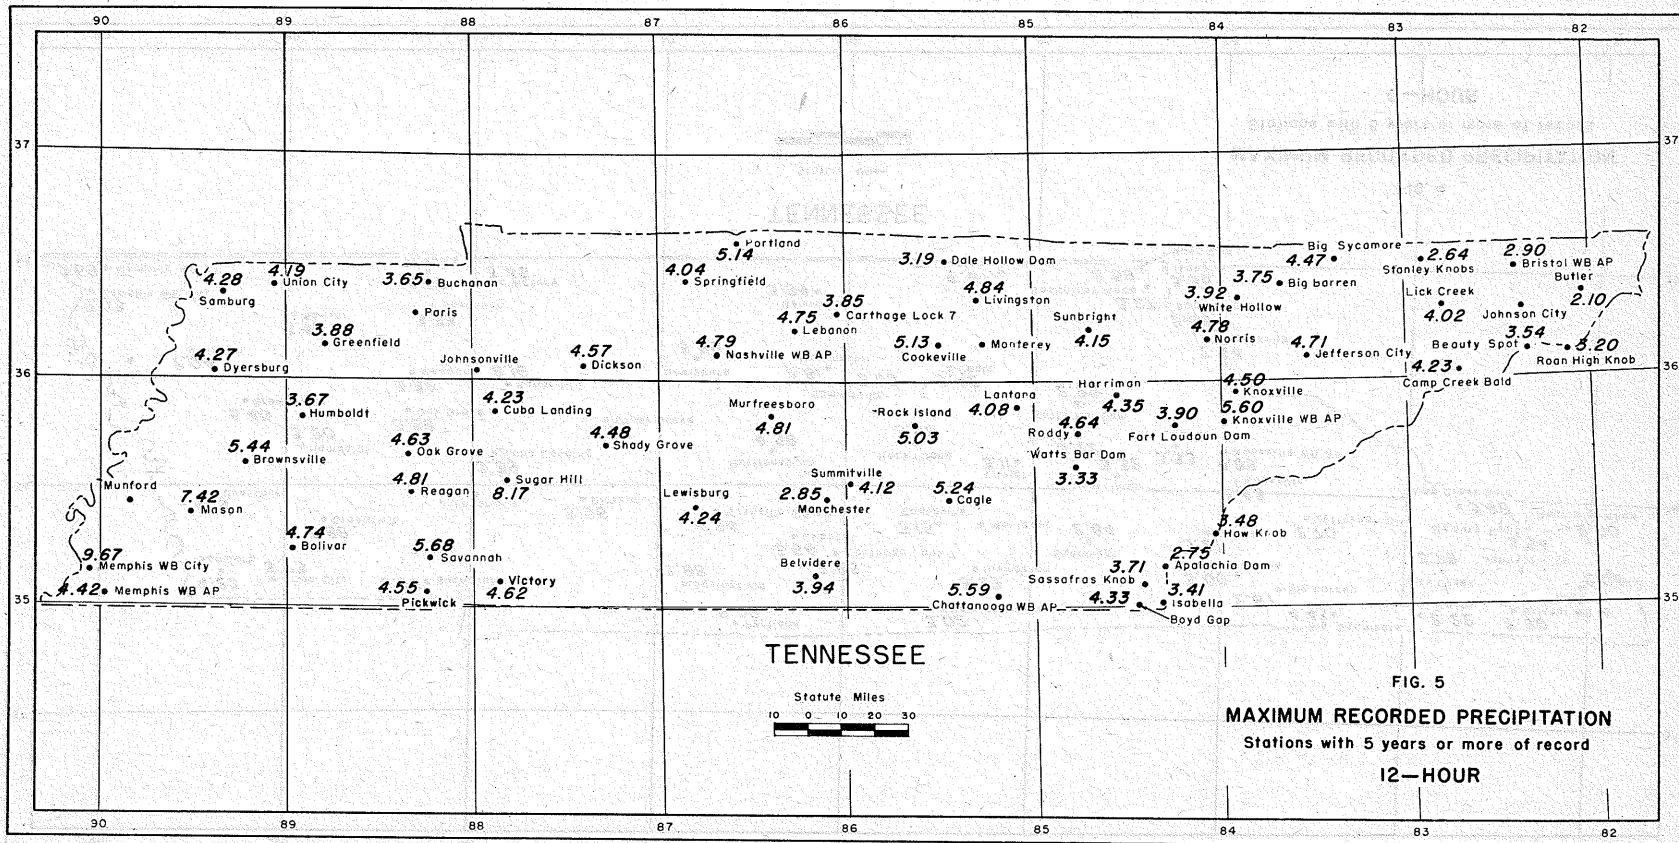 90 89 88 87 86 85 84 83 82
37 37
Portland
5.14
Big Sycamore
4.47
2.64
Stanley Knobs
2.90
Bristol WB AP
Butler
2.10
4.28
Samburg
4.19
Union City
3.65 Buchanan
4.04
Springfield
3.19 Dale Hollow Dam
3.75
Big barren
3.92
White Hollow
Lick Creek
4.02
Johnson City
Paris
3.85
Carthage Lock 7
4.84
Livingston
Sunbright
4.15
3.88
Greenfield
4.75
Lebanon
4.78
Norris
4.71
Jefferson City
3.54
Beauty Spot
3.20
Roan High Knob
4.27
Dyersburg
Johnsonville
4.57
Dickson
4.79
Nashville WB AP
5.13
Cookeville
Monterey
4.23
Camp Creek Bald
36 36
3.67
Humboldt
4.23
Cuba Landing
Murfreesboro
4.81
Rock Island
5.03
Lantana
4.08
Harriman
4.35
4.50
Knoxville
5.60
Knoxville WB AP
3.90
Fort Loudoun Dam
4.64
Roddy
5.44
Brownsville
4.63
Oak Grove
4.48
Shady Grove
Watts Bar Dam
3.33
Munford
7.42
Mason
4.81
Reagan
Sugar Hill
8.17
Lewisburg
4.24
Summitville
4.12
2.85
Manchester
5.24
Cagle
4.74
Bolivar
5.68
Savannah
3.48
Haw Knob
9.67
Memphis WB City
4.42 Memphis WB AP
4.55
Pickwick
Victory
4.62
Belvidere
3.94
5.59
Chattanooga WB AP
2.75
Apalachia Dam
3.71
Sassafras Knob
4.33
3.41
Isabella
Boyd Gap
35 35
TENNESSEE
Statute Miles
10 0 10 20 30
FIG. 5
MAXIMUM RECORDED PRECIPITATION
Stations with 5 years or more of record
12—HOUR
90 89 88 87 86 85 84 83 82